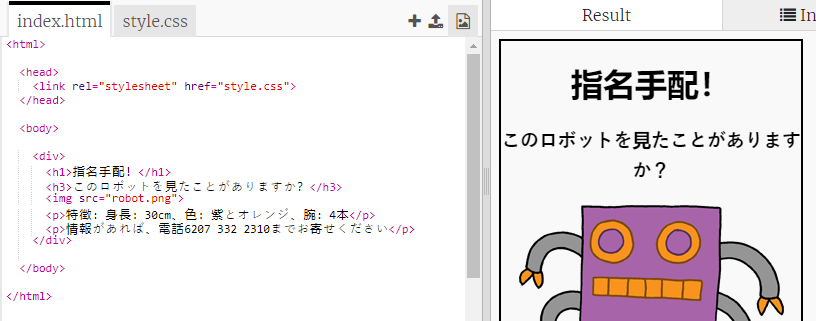 index.html style.css
Result
In
<html>
<head>
<link rel="stylesheet" href="style.css">
</head>
<body>
<div>
<h1>指名手配! </h1>
<h3>このロボットを見たことがありますか? </h3>
<img src="robot.png">
<p>特徴: 身長: 30cm、色: 紫とオレンジ、腕: 4本</p>
<p>情報があれば、電話6207 332 2310までお寄せください</p>
</div>
</body>
</html>
指名手配!
このロボットを見たことがあります
か?